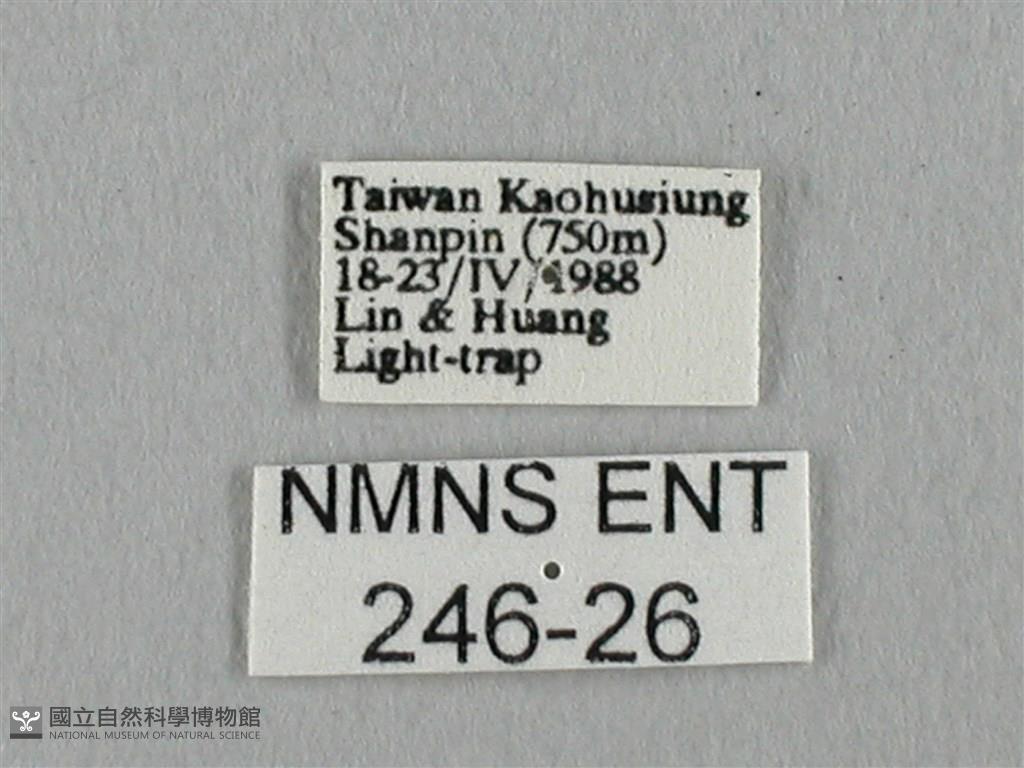 Taiwan Kaohusiung
Shanpin (750m)
18-23/IV/1988
Lin & Huang
Light-trap
NMNS ENT
246-26
國立自然科學博物館
NATIONAL MUSEUM OF NATURAL SCIENCE